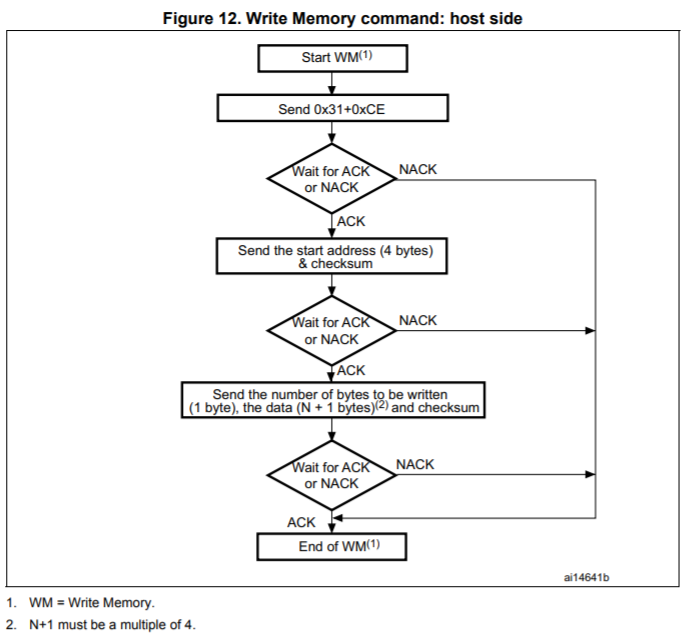 Figure 12. Write Memory command: host side
Start WM(1)
Send 0x31+0xCE
Wait for ACK
or NACK
NACK
ACK
Send the start address (4 bytes)
& checksum
Wait for ACK
or NACK
NACK
ACK
Send the number of bytes to be written
(1 byte), the data (N + 1 bytes)(2) and checksum
Wait for ACK
or NACK
NACK
ACK
End of WM(1)
ai14641b
1. WM = Write Memory.
2. N+1 must be a multiple of 4.